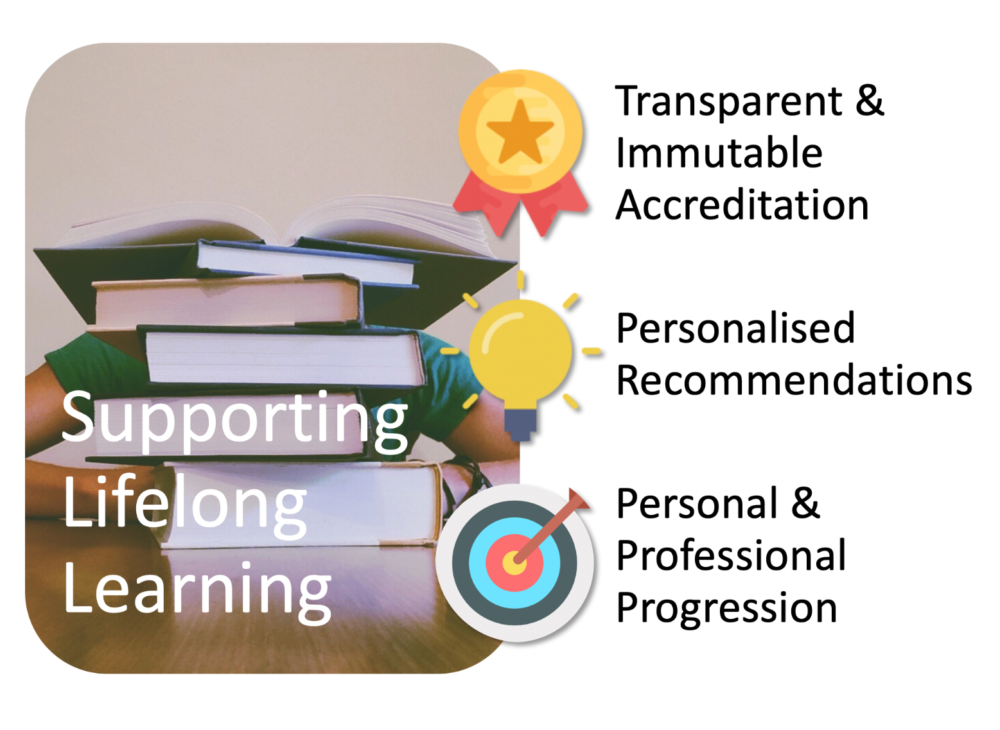 Supporting
Lifelong
Learning
Transparent &
Immutable
Accreditation
Personalised
Recommendations
Personal &
Professional
Progression